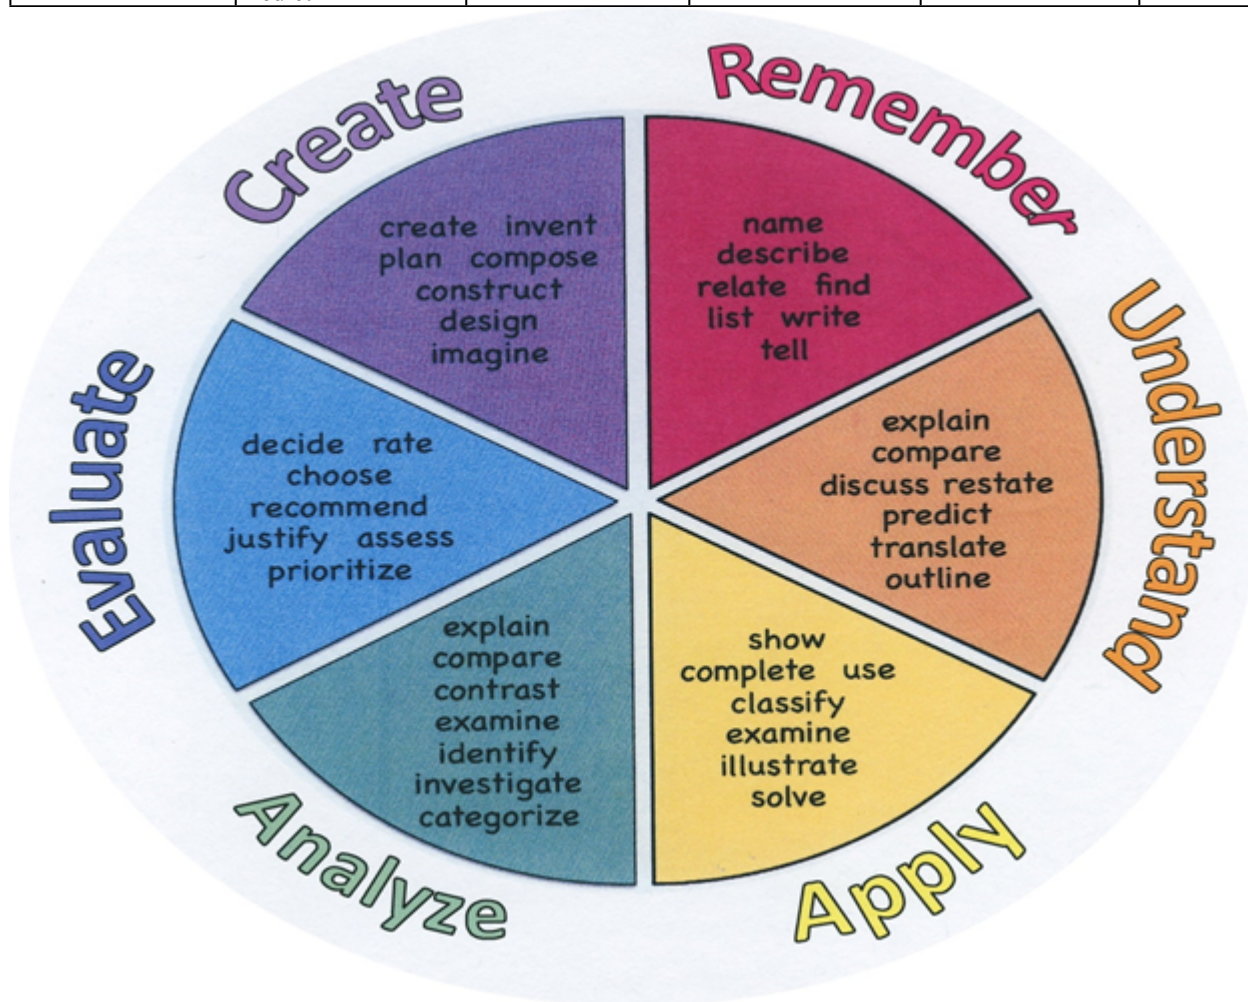 Remember
name
describe
relate find
list write
tell
Understand
explain
compare
discuss restate
predict
translate
outline
Apply
show
complete use
classify
examine
illustrate
solve
Analyze
explain
compare
contrast
examine
identify
investigate
categorize
Evaluate
decide rate
choose
recommend
justify assess
prioritize
Create
create invent
plan compose
construct
design
imagine